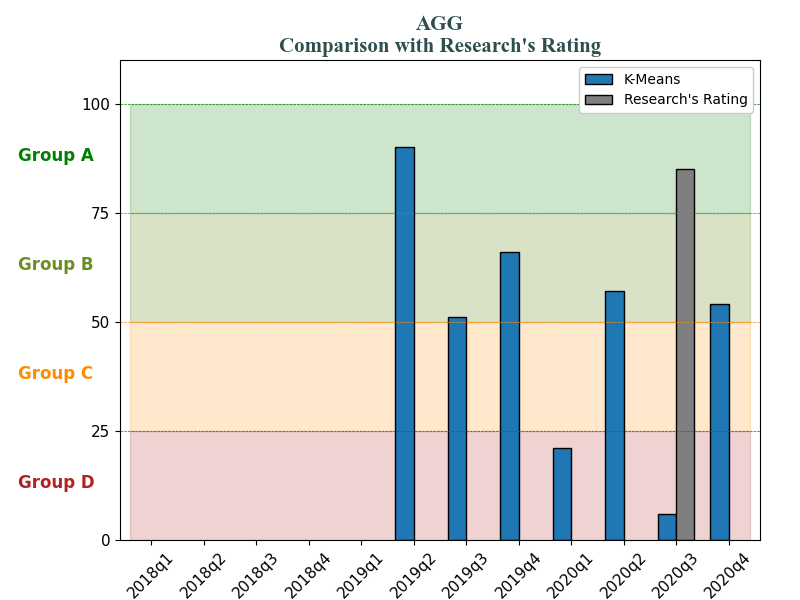 AGG
Comparison with Research's Rating
K-Means
Research's Rating
100
Group A
75
Group B
50
Group C
25
Group D
0
2018q1 2018q2 2018q3 2018q4 2019q1 2019q2 2019q3 2019q4 2020q1 2020q2 2020q3 2020q4